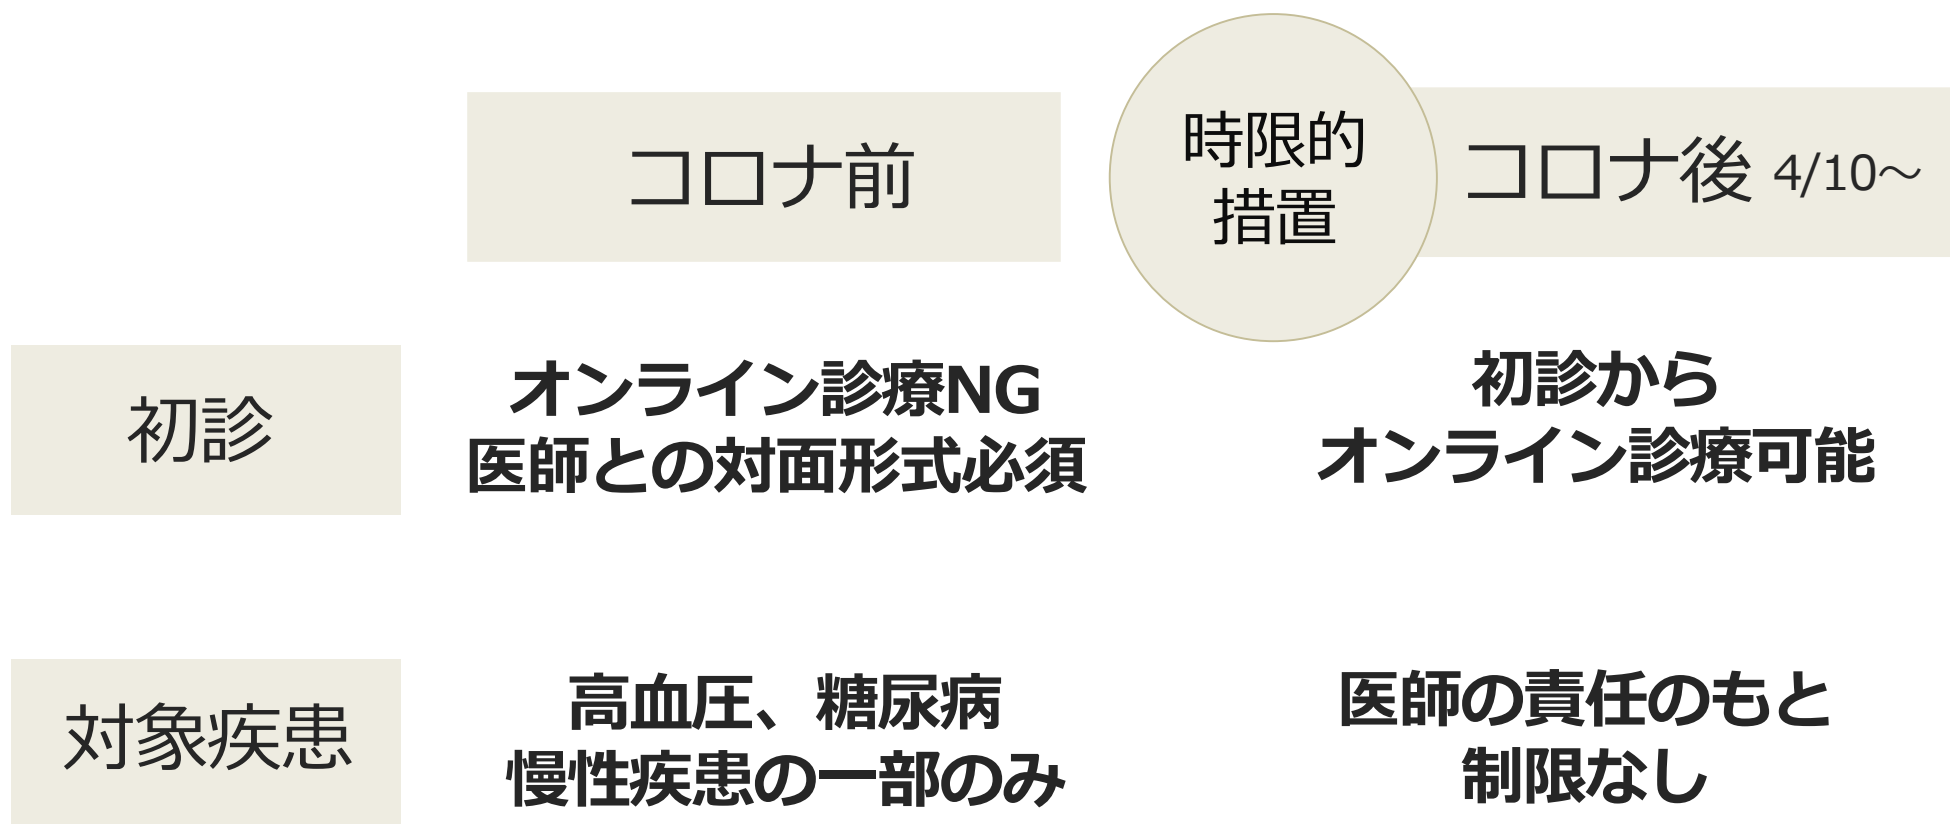 コロナ前
時限的
措置
コロナ後 4/10～
初診
オンライン診療NG
医師との対面形式必須
初診から
オンライン診療可能
対象疾患
高血圧、糖尿病
慢性疾患の一部のみ
医師の責任のもと
制限なし